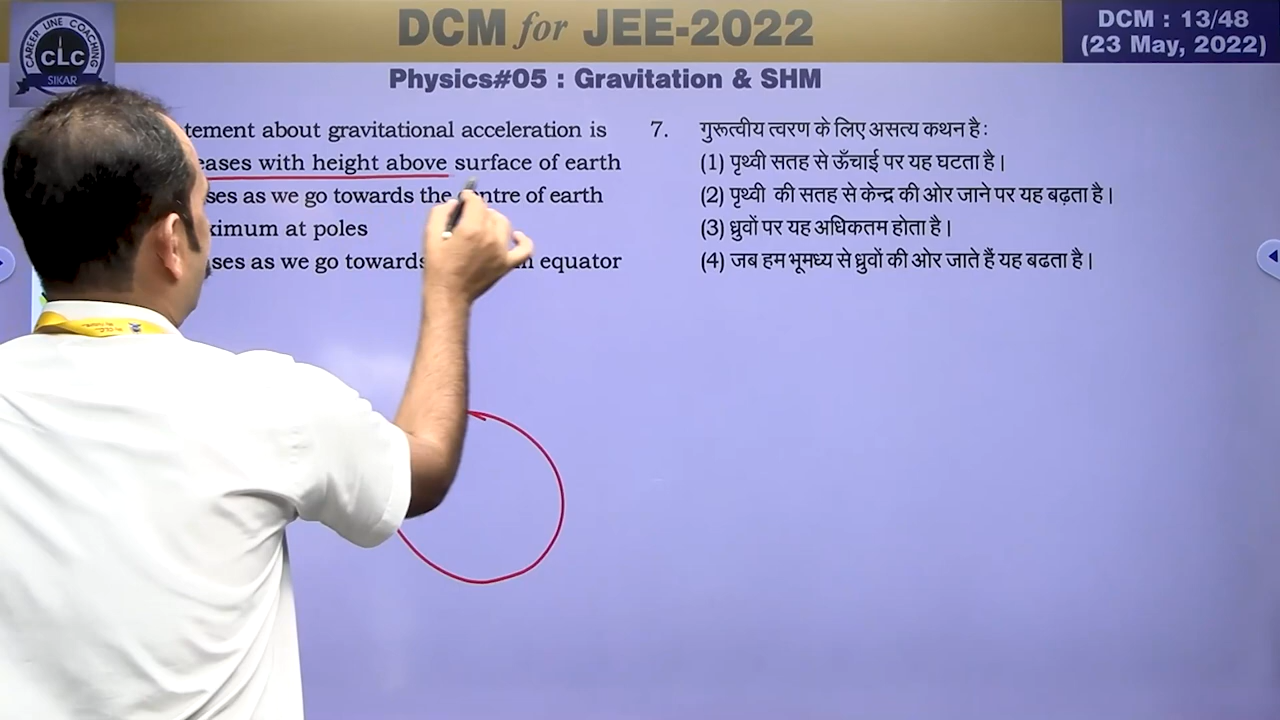 DCM for JEE-2022
DCM : 13/48
(23 May, 2022)
CAREER LINE COACHING
CLC
SIKAR
Physics#05 : Gravitation & SHM
tement about gravitational acceleration is
eases with height above surface of earth
ses as we go towards the centre of earth
ximum at poles
ses as we go towards equator
7. गुरूत्वीय त्वरण के लिए असत्य कथन है :
(1) पृथ्वी सतह से ऊँचाई पर यह घटता है।
(2) पृथ्वी की सतह से केन्द्र की ओर जाने पर यह बढ़ता है।
(3) ध्रुवों पर यह अधिकतम होता है।
(4) जब हम भूमध्य से ध्रुवों की ओर जाते हैं यह बढता है।